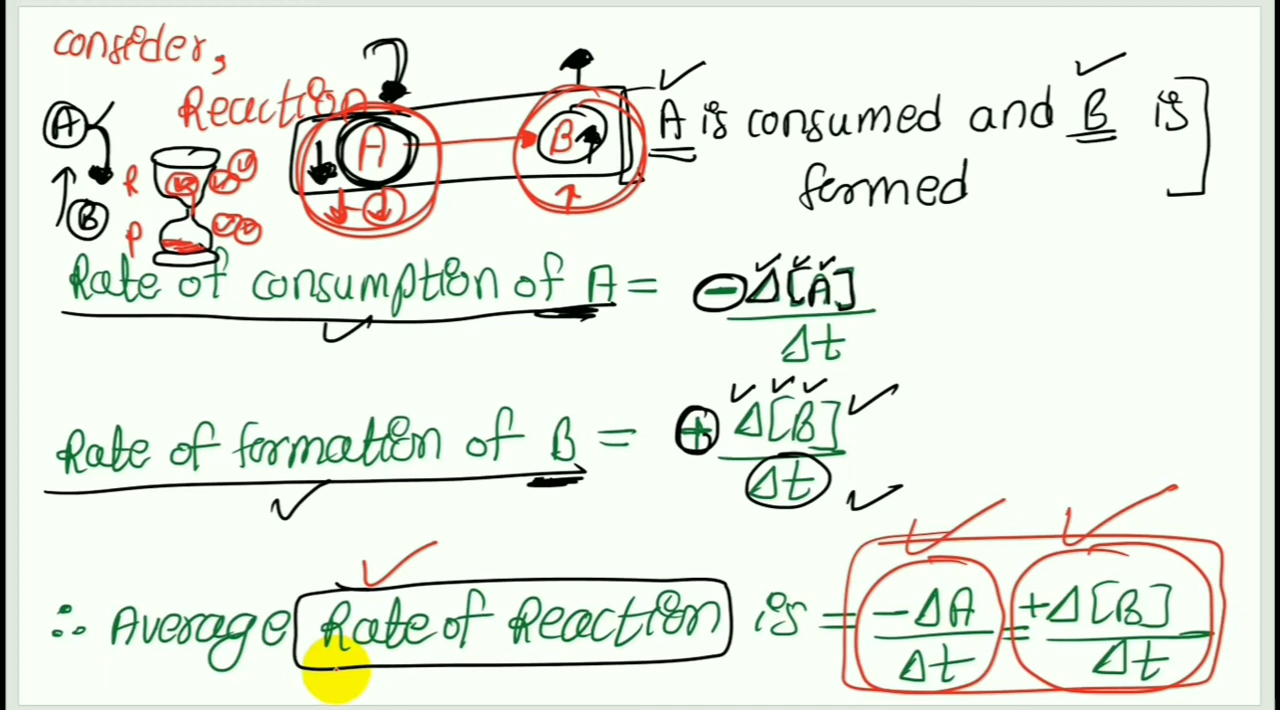 consider,
Reaction A → B A is consumed and B is
formed
A
B
R
P
Rate of consumption of A = - Δ[A]
Δt
Rate of formation of B = + Δ[B]
Δt
∴ Average Rate of Reaction is = -ΔA = +Δ[B]
Δt Δt